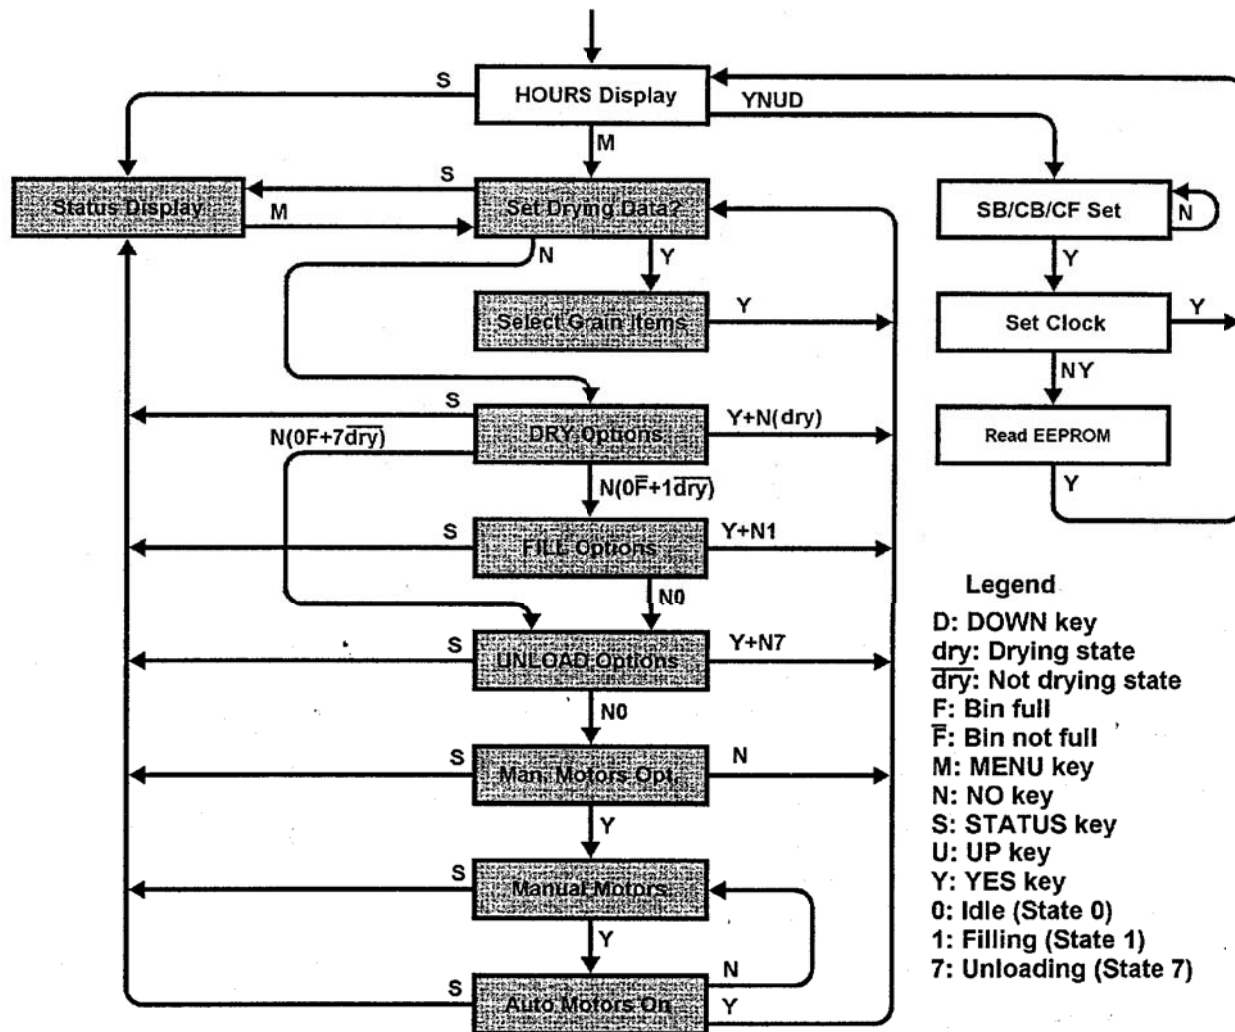 S
HOURS Display
YNUD
M
S
Status Display
M
Set Drying Data?
SB/CB/CF Set
N
N
Y
Y
Select Grain Items
Y
Set Clock
Y
NY
S
DRY Options
Y+N(dry)
Read EEPROM
N(0F+7d̅r̅y̅)
N(0F̅+1d̅r̅y̅)
Y
S
FILL Options
Y+N1
N0
S
UNLOAD Options
Y+N7
N0
S
Man. Motors Opt.
N
Y
S
Manual Motors
Y
S
Auto Motors On
N
Y
Legend
D: DOWN key
dry: Drying state
d̅r̅y̅: Not drying state
F: Bin full
F̅: Bin not full
M: MENU key
N: NO key
S: STATUS key
U: UP key
Y: YES key
0: Idle (State 0)
1: Filling (State 1)
7: Unloading (State 7)